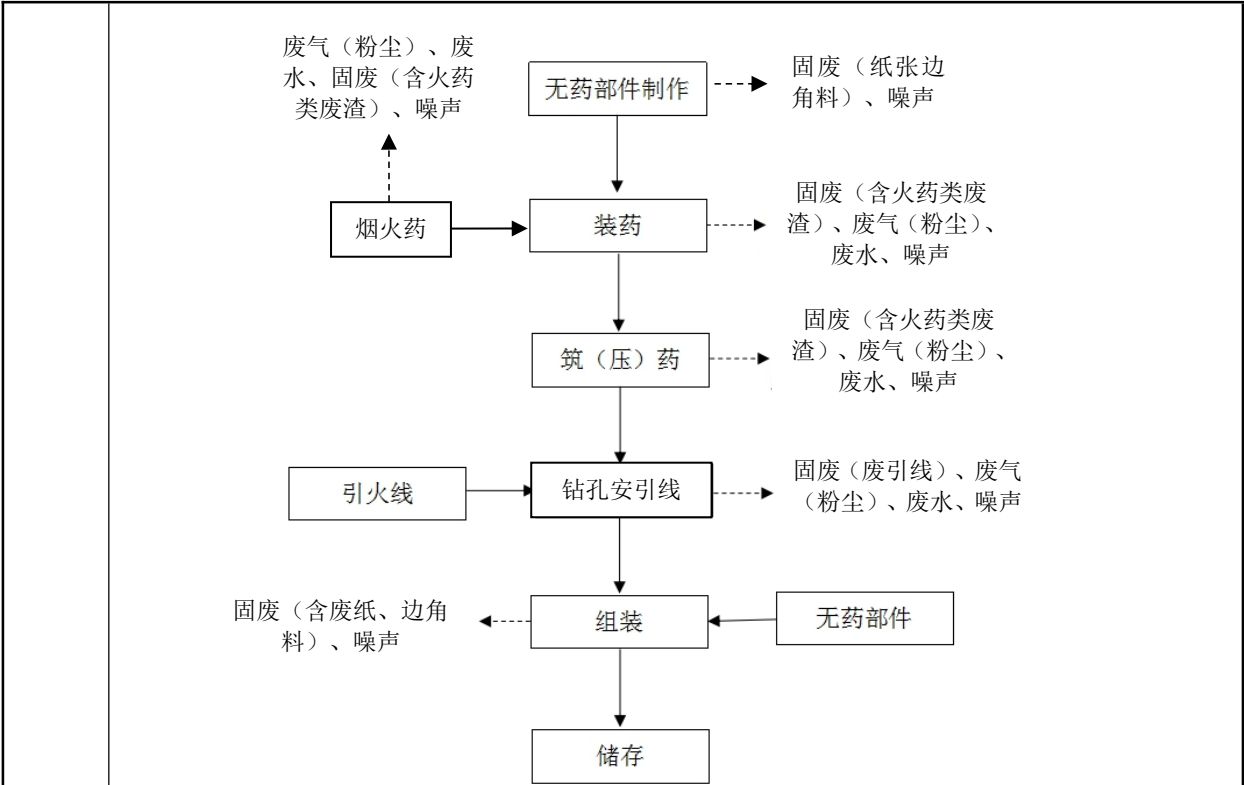 废气（粉尘）、废
水、固废（含火药
类废渣）、噪声
无药部件制作
固废（纸张边
角料）、噪声
烟火药
装药
固废（含火药类废
渣）、废气（粉尘）、
废水、噪声
筑（压）药
固废（含火药类废
渣）、废气（粉尘）、
废水、噪声
引火线
钻孔安引线
固废（废引线）、废气
（粉尘）、废水、噪声
固废（含废纸、边角
料）、噪声
组装
无药部件
储存